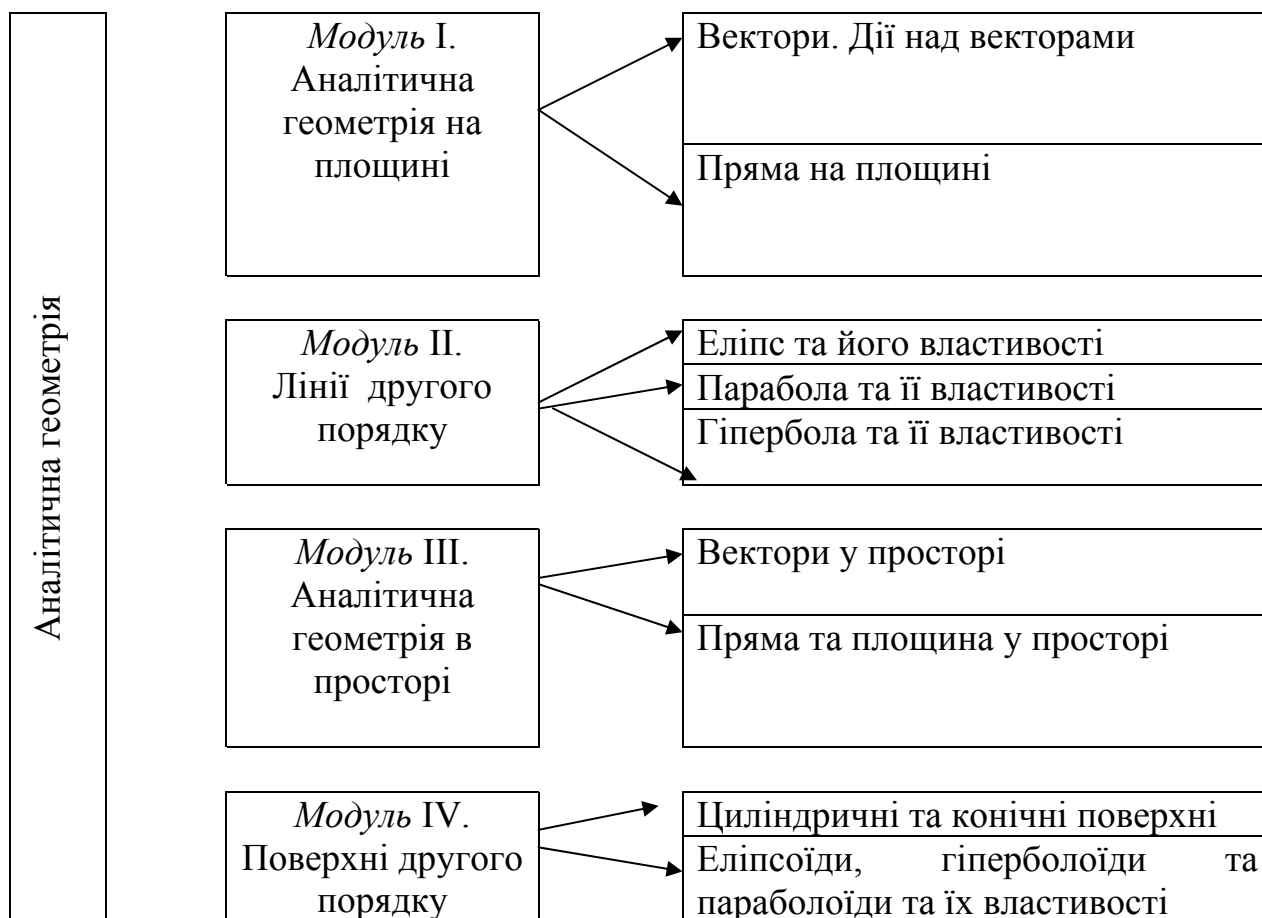 Аналітична геометрія
Модуль I.
Аналітична
геометрія на
площині
Вектори. Дії над векторами
Пряма на площині
Модуль II.
Лінії другого
порядку
Еліпс та його властивості
Парабола та її властивості
Гіпербола та її властивості
Модуль III.
Аналітична
геометрія в
просторі
Вектори у просторі
Пряма та площина у просторі
Модуль IV.
Поверхні другого
порядку
Циліндричні та конічні поверхні
Еліпсоїди, гіперболоїди та
параболоїди та їх властивості